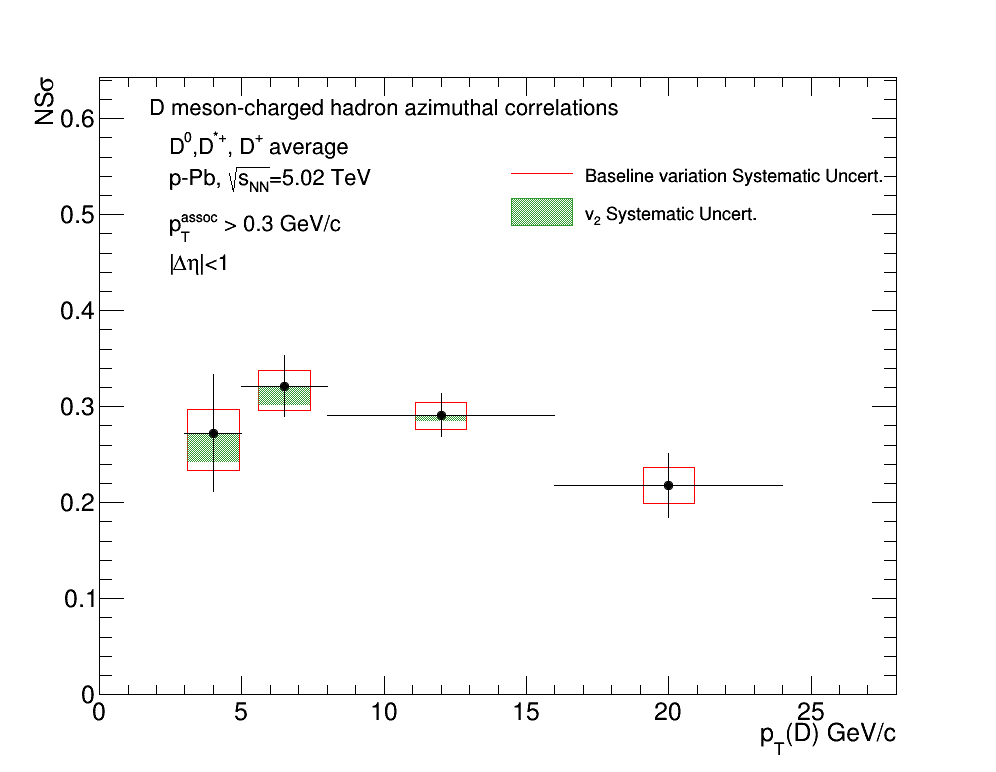 NSσ
D meson-charged hadron azimuthal correlations
D⁰,D*⁺, D⁺ average
p-Pb, √s_NN=5.02 TeV
p_T^assoc > 0.3 GeV/c
|Δη|<1
Baseline variation Systematic Uncert.
v₂ Systematic Uncert.
0.6
0.5
0.4
0.3
0.2
0.1
0
0 5 10 15 20 25
p_T(D) GeV/c